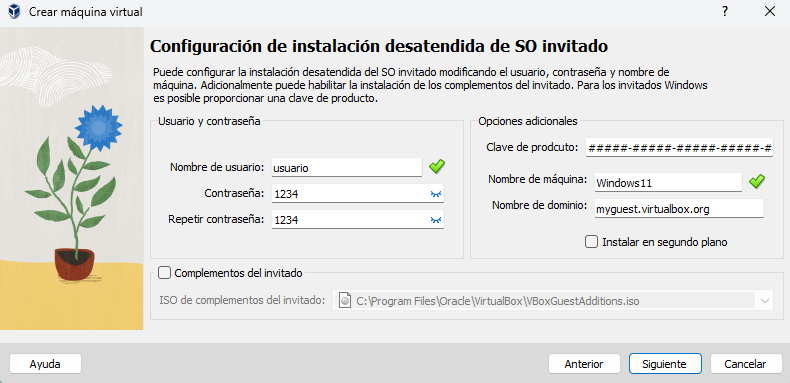 Crear máquina virtual
Configuración de instalación desatendida de SO invitado
Puede configurar la instalación desatendida del SO invitado modificando el usuario, contraseña y nombre de
máquina. Adicionalmente puede habilitar la instalación de los complementos del invitado. Para los invitados Windows
es posible proporcionar una clave de producto.
Usuario y contraseña
Nombre de usuario: usuario
Contraseña: 1234
Repetir contraseña: 1234
Opciones adicionales
Clave de prodcuto: #####-#####-#####-#####-#
Nombre de máquina: Windows11
Nombre de dominio: myguest.virtualbox.org
Instalar en segundo plano
Complementos del invitado
ISO de complementos del invitado: C:\Program Files\Oracle\VirtualBox\VBoxGuestAdditions.iso
Ayuda
Anterior
Siguiente
Cancelar